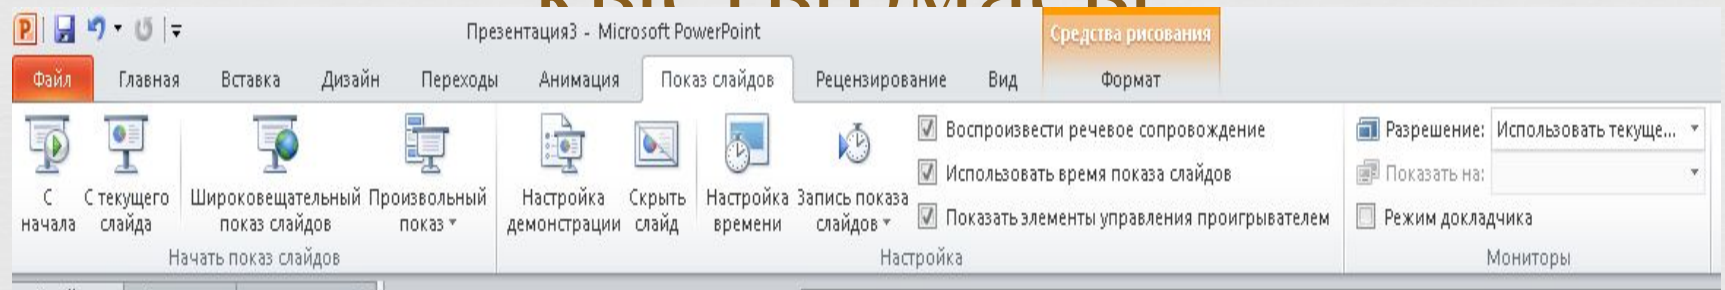 Презентация3 - Microsoft PowerPoint
Средства рисования
Файл Главная Вставка Дизайн Переходы Анимация Показ слайдов Рецензирование Вид Формат
С начала
С текущего слайда
Широковещательный показ слайдов
Произвольный показ
Начать показ слайдов
Настройка демонстрации
Скрыть слайд
Настройка времени
Запись показа слайдов
Воспроизвести речевое сопровождение
Использовать время показа слайдов
Показать элементы управления проигрывателем
Настройка
Разрешение: Использовать текуще...
Показать на:
Режим докладчика
Мониторы